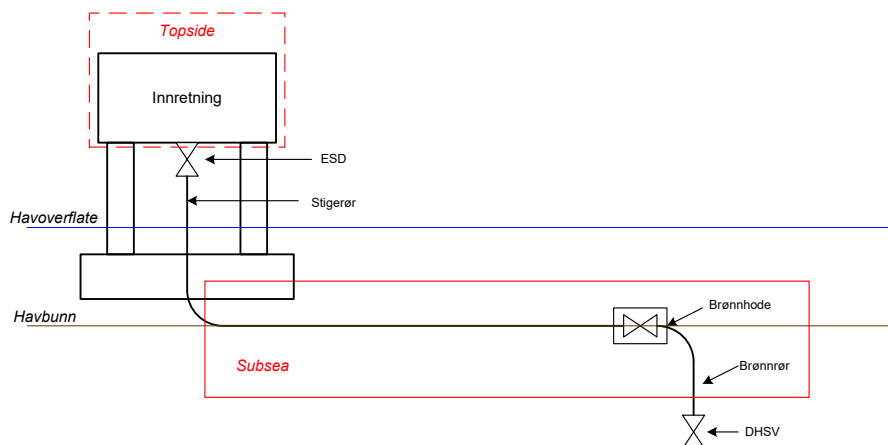 Topside
Innretning
ESD
Stigerør
Havoverflate
Brønnhode
Havbunn
Subsea
Brønnrør
DHSV